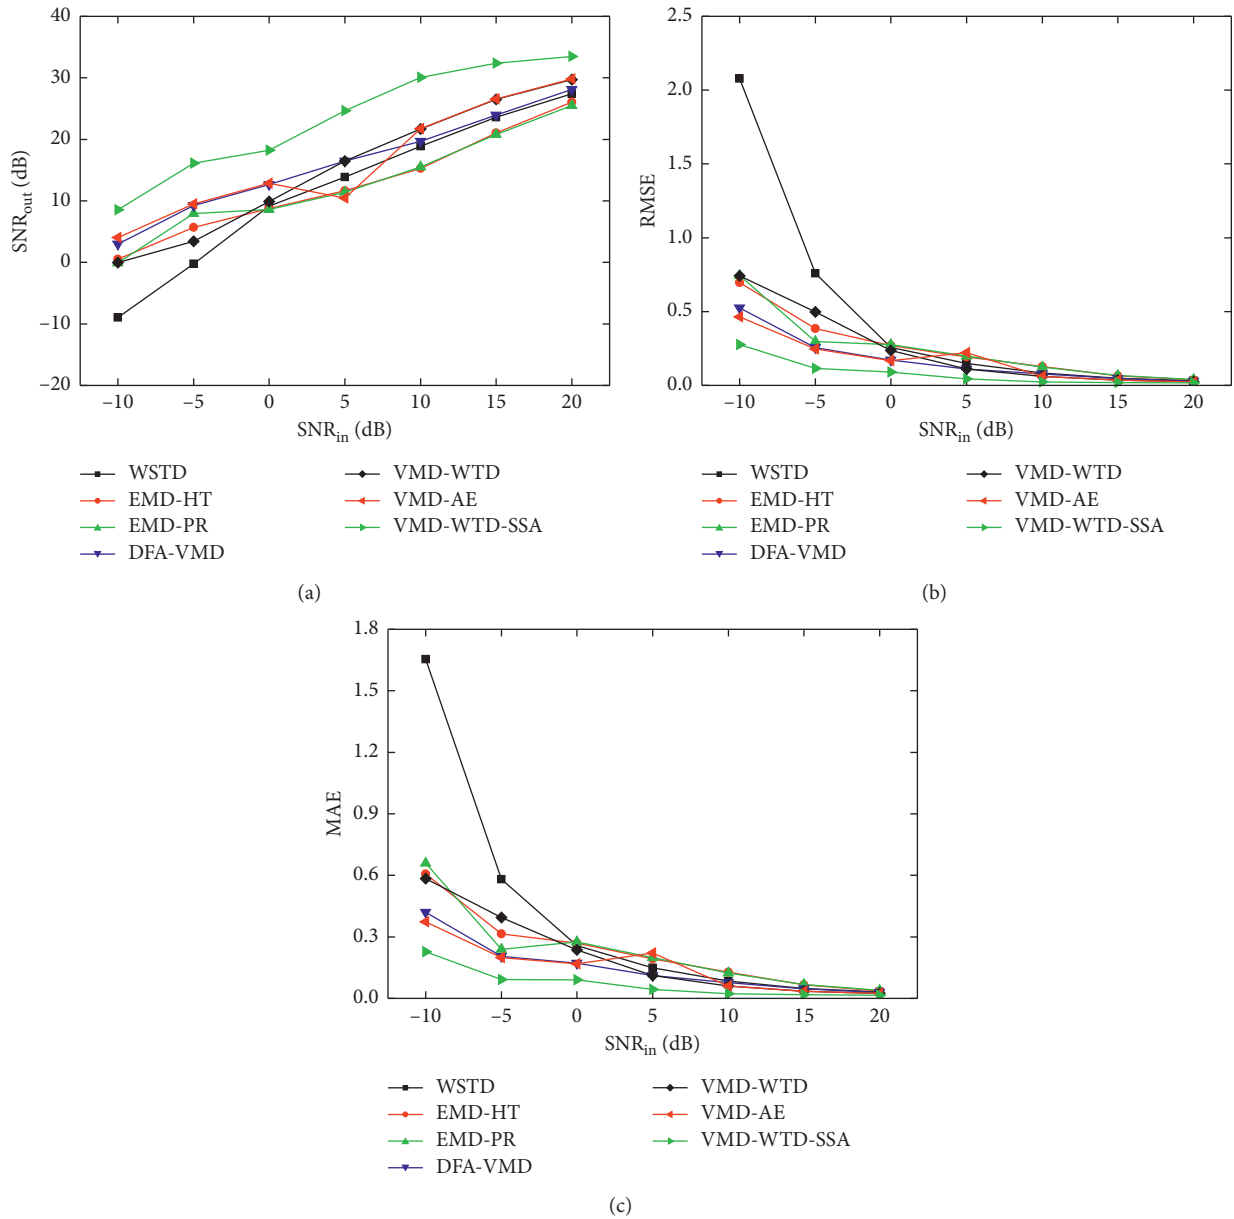 40
30
20
10
0
−10
−20
SNRout (dB)
−10 −5 0 5 10 15 20
SNRin (dB)
WSTD VMD-WTD
EMD-HT VMD-AE
EMD-PR VMD-WTD-SSA
DFA-VMD
(a)
2.5
2.0
1.5
1.0
0.5
0.0
RMSE
−10 −5 0 5 10 15 20
SNRin (dB)
WSTD VMD-WTD
EMD-HT VMD-AE
EMD-PR VMD-WTD-SSA
DFA-VMD
(b)
1.8
1.5
1.2
0.9
0.6
0.3
0.0
MAE
−10 −5 0 5 10 15 20
SNRin (dB)
WSTD VMD-WTD
EMD-HT VMD-AE
EMD-PR VMD-WTD-SSA
DFA-VMD
(c)